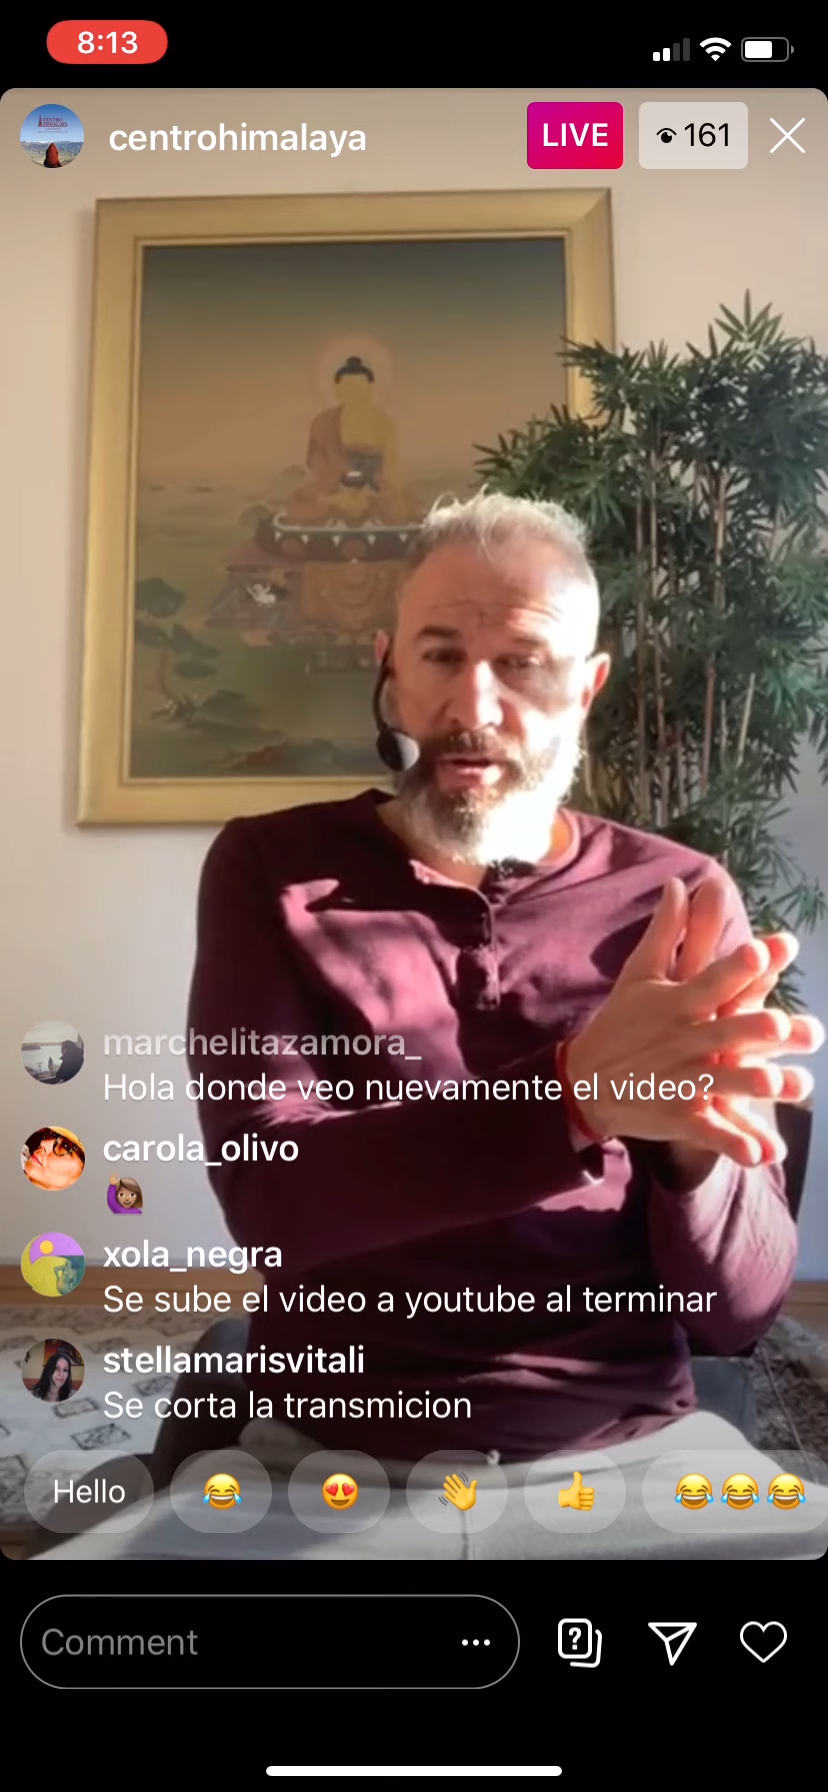 8:13
centrohimalaya
LIVE
161
marchelitazamora_
Hola donde veo nuevamente el video?
carola_olivo
xola_negra
Se sube el video a youtube al terminar
stellamarisvitali
Se corta la transmicion
Hello
Comment